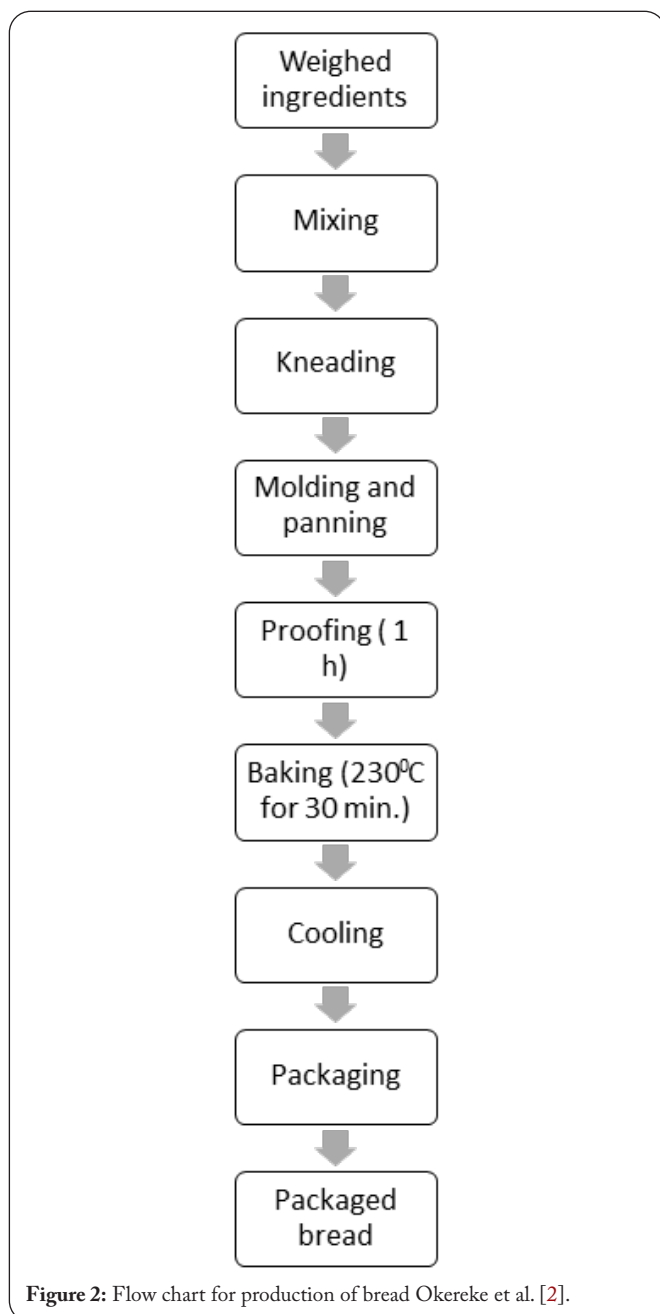 Weighed
ingredients
Mixing
Kneading
Molding and
panning
Proofing ( 1
h)
Baking (230⁰C
for 30 min.)
Cooling
Packaging
Packaged
bread
Figure 2: Flow chart for production of bread Okereke et al. [2].